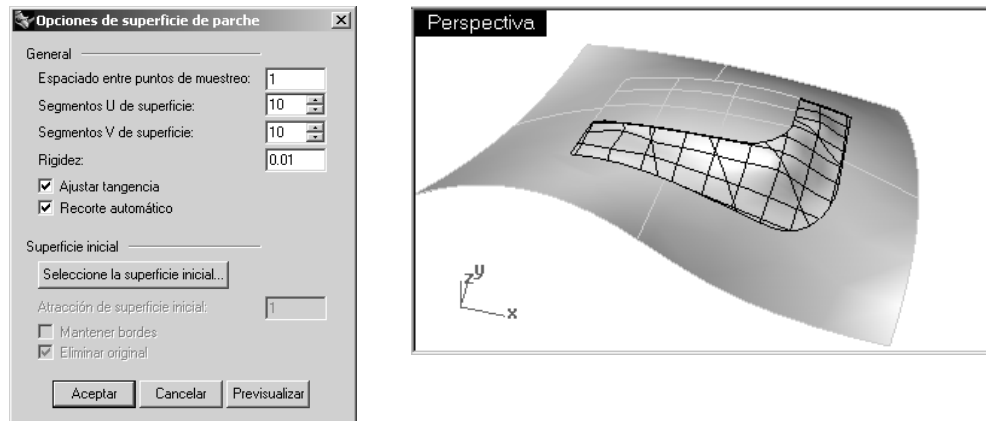 Opciones de superficie de parche
General
Espaciado entre puntos de muestreo: 1
Segmentos U de superficie: 10
Segmentos V de superficie: 10
Rigidez: 0.01
Ajustar tangencia
Recorte automático
Superficie inicial
Seleccione la superficie inicial...
Atracción de superficie inicial: 1
Mantener bordes
Eliminar original
Aceptar Cancelar Previsualizar
Perspectiva
z y
x